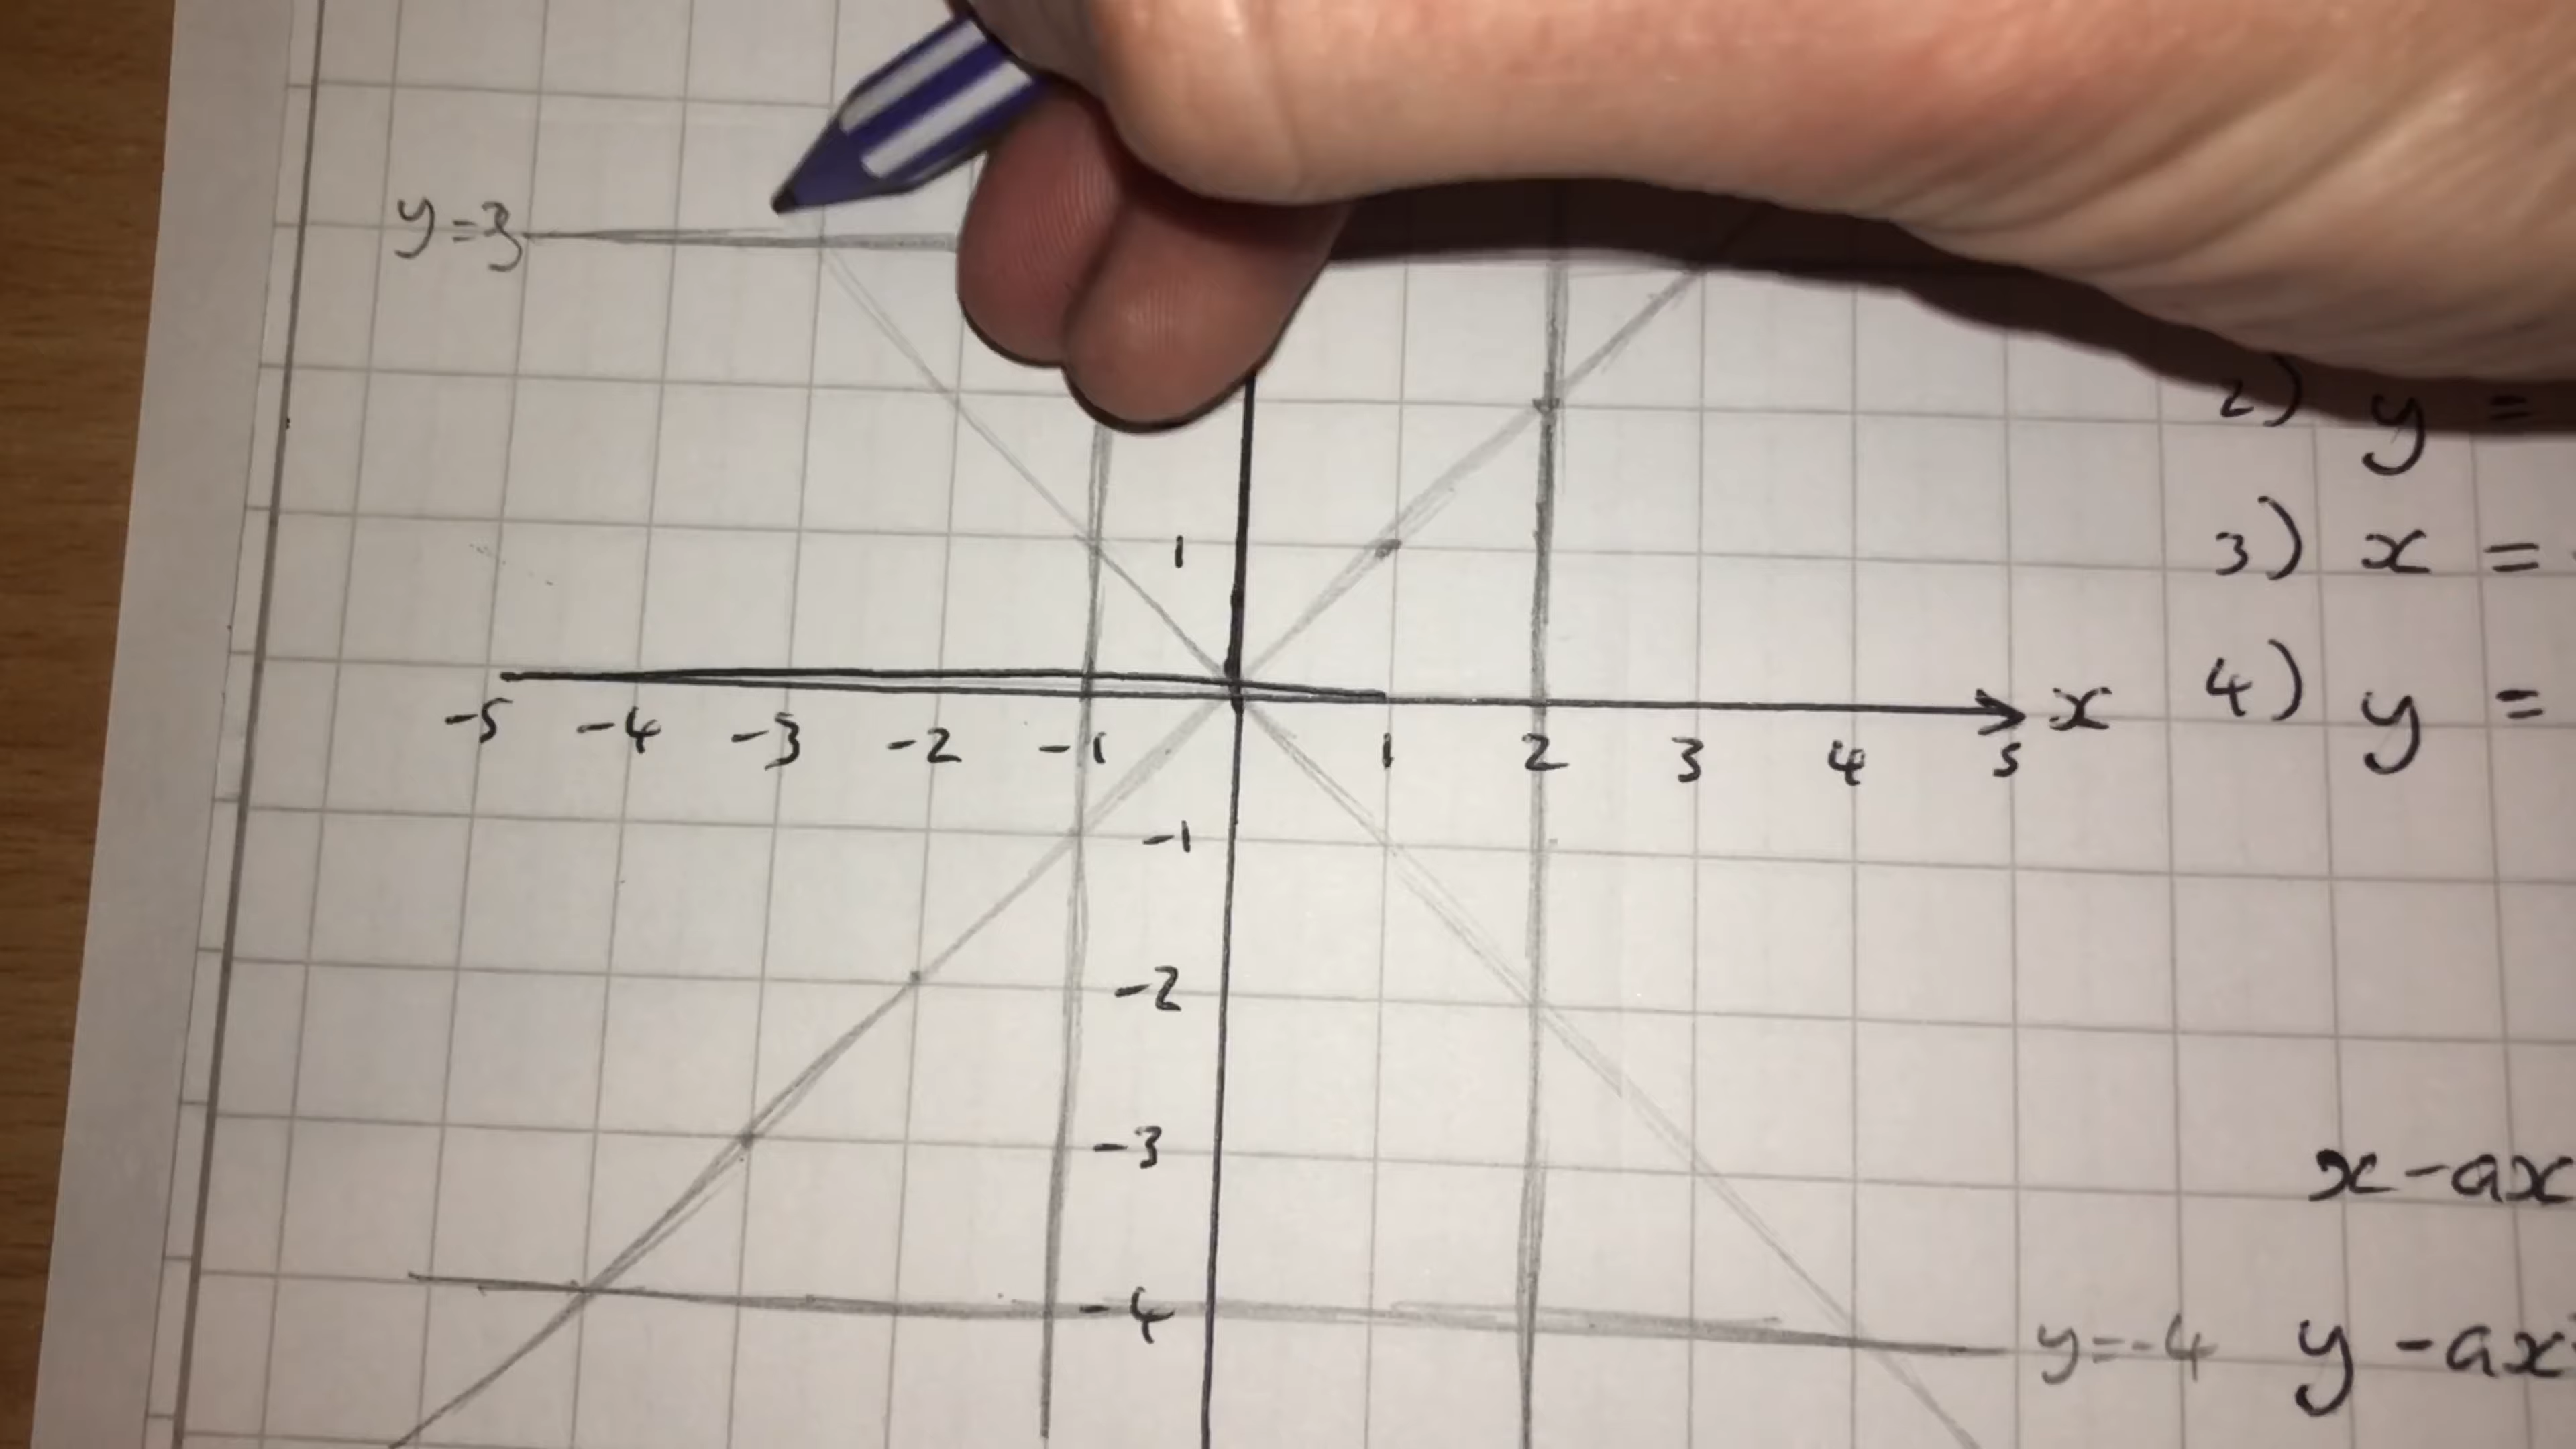 y=3
2) y =
3) x =
1
4) y =
x
-5 -4 -3 -2 -1 1 2 3 4 5
-1
-2
-3
x-ax
-4
y=-4
y-ax